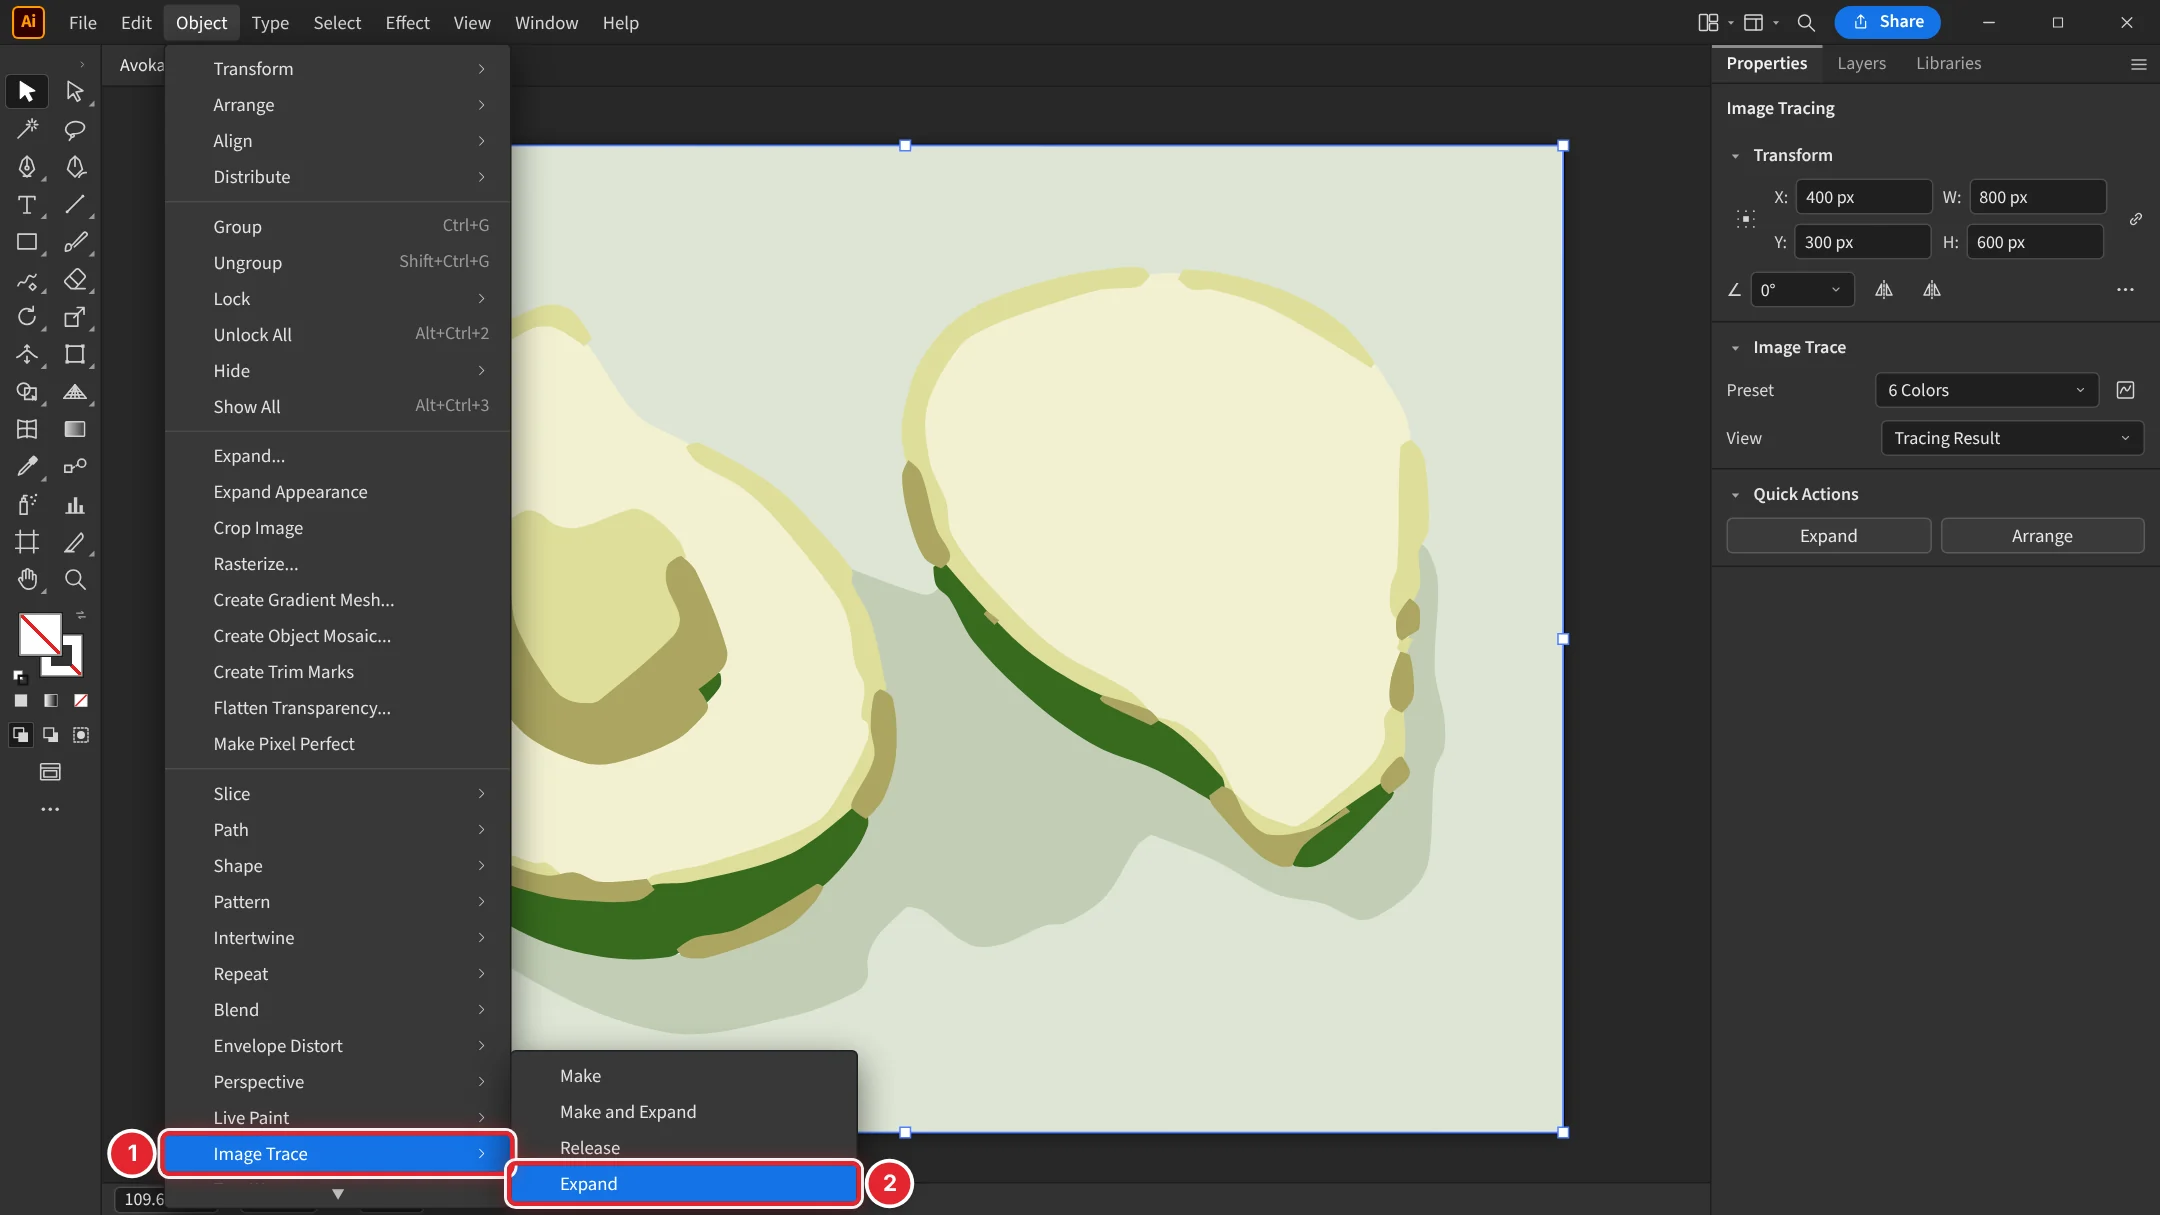 Ai File Edit Object Type Select Effect View Window Help Share
Avoka
Transform
Arrange
Align
Distribute
Group Ctrl+G
Ungroup Shift+Ctrl+G
Lock
Unlock All Alt+Ctrl+2
Hide
Show All Alt+Ctrl+3
Expand...
Expand Appearance
Crop Image
Rasterize...
Create Gradient Mesh...
Create Object Mosaic...
Create Trim Marks
Flatten Transparency...
Make Pixel Perfect
Slice
Path
Shape
Pattern
Intertwine
Repeat
Blend
Envelope Distort
Perspective
Live Paint
1 Image Trace
109.6
Make
Make and Expand
Release
Expand 2
Properties Layers Libraries
Image Tracing
Transform
X: 400 px W: 800 px
Y: 300 px H: 600 px
0°
Image Trace
Preset 6 Colors
View Tracing Result
Quick Actions
Expand Arrange